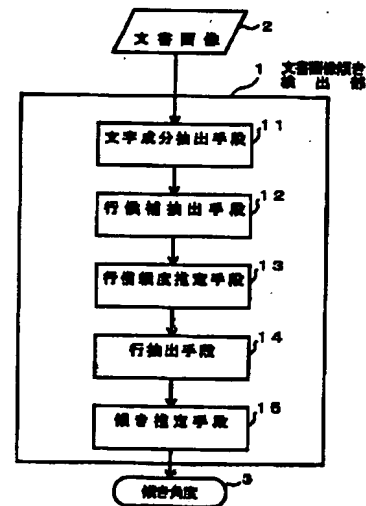 文書画像
2
1
文書画像傾き
検出部
文字成分抽出手段
11
行候補抽出手段
12
行信頼度推定手段
13
行抽出手段
14
傾き推定手段
15
傾き角度
3